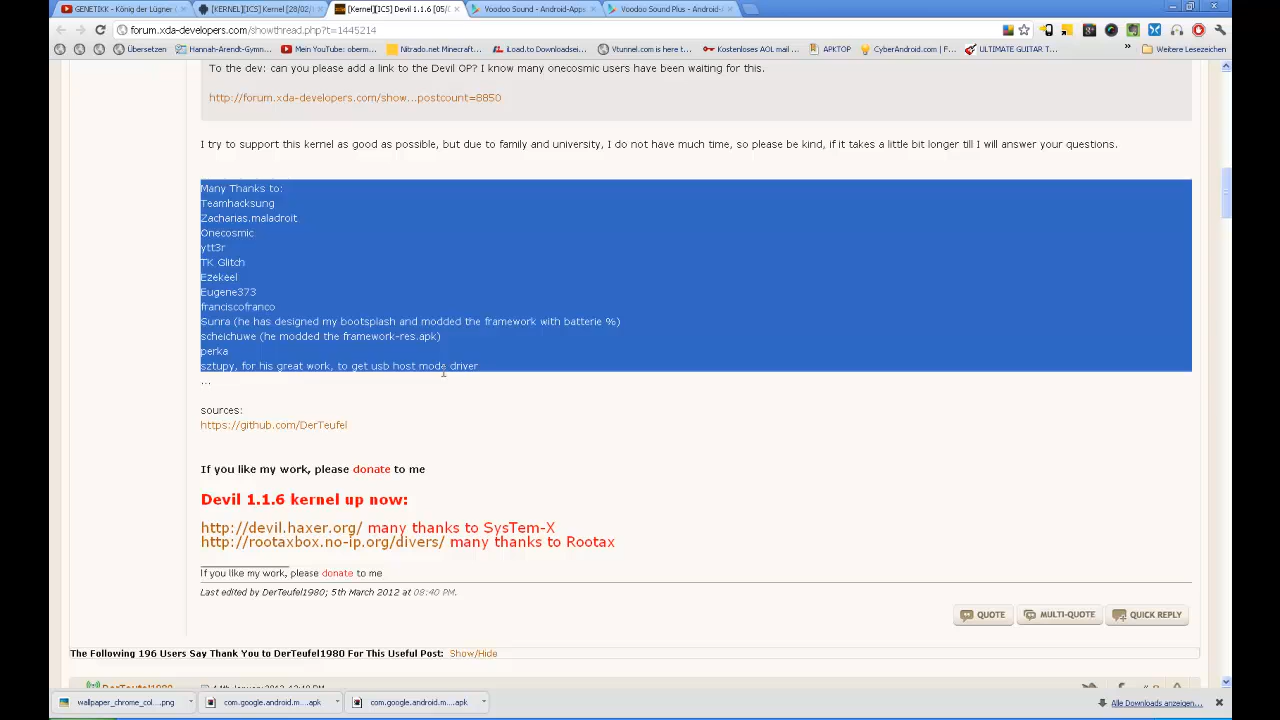 GENETIKK - König der Lügner (
[KERNEL][ICS] Kernel [28/02/
[Kernel][ICS] Devil 1.1.6 [05/
Voodoo Sound - Android-Apps
Voodoo Sound Plus - Android-
forum.xda-developers.com/showthread.php?t=1445214
Übersetzen
Hannah-Arendt-Gymn...
Mein YouTube: oberm...
Nitrado.net Minecraft...
iLoad.to Downloadsei...
Vtunnel.com is here t...
Kostenloses AOL mail ...
APKTOP
CyberAndroid.com | F...
ULTIMATE GUITAR T...
»
Weitere Lesezeichen
To the dev: can you please add a link to the Devil OP? I know many onecosmic users have been waiting for this.
http://forum.xda-developers.com/show...postcount=8850
I try to support this kernel as good as possible, but due to family and university, I do not have much time, so please be kind, if it takes a little bit longer till I will answer your questions.
Many Thanks to:
Teamhacksung
Zacharias.maladroit
Onecosmic
ytt3r
TK Glitch
Ezekeel
Eugene373
franciscofranco
Sunra (he has designed my bootsplash and modded the framework with batterie %)
scheichuwe (he modded the framework-res.apk)
perka
sztupy, for his great work, to get usb host mode driver
...
sources:
https://github.com/DerTeufel
If you like my work, please donate to me
Devil 1.1.6 kernel up now:
http://devil.haxer.org/ many thanks to SysTem-X
http://rootaxbox.no-ip.org/divers/ many thanks to Rootax
If you like my work, please donate to me
Last edited by DerTeufel1980; 5th March 2012 at 08:40 PM.
QUOTE
MULTI-QUOTE
QUICK REPLY
The Following 196 Users Say Thank You to DerTeufel1980 For This Useful Post: Show/Hide
DerTeufel1980
wallpaper_chrome_col....png
com.google.android.m....apk
com.google.android.m....apk
Alle Downloads anzeigen...